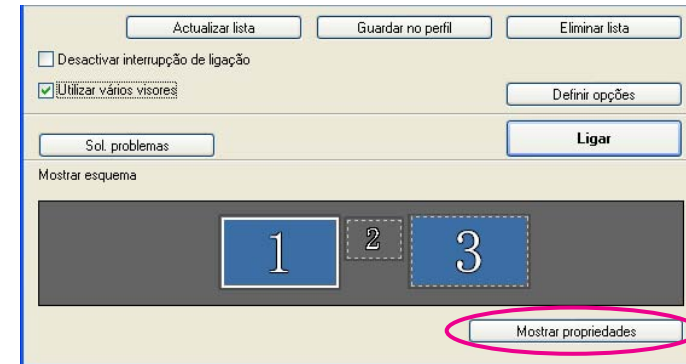 Actualizar lista Guardar no perfil Eliminar lista
Desactivar interrupção de ligação
Utilizar vários visores
Definir opções
Sol. problemas Ligar
Mostrar esquema
1 2 3
Mostrar propriedades